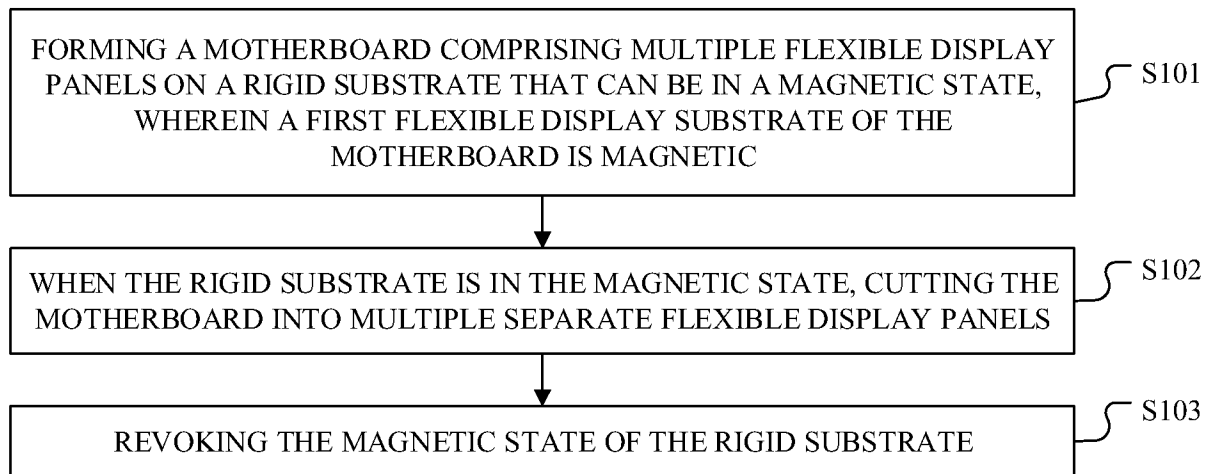 FORMING A MOTHERBOARD COMPRISING MULTIPLE FLEXIBLE DISPLAY
PANELS ON A RIGID SUBSTRATE THAT CAN BE IN A MAGNETIC STATE,
WHEREIN A FIRST FLEXIBLE DISPLAY SUBSTRATE OF THE
MOTHERBOARD IS MAGNETIC
S101
WHEN THE RIGID SUBSTRATE IS IN THE MAGNETIC STATE, CUTTING THE
MOTHERBOARD INTO MULTIPLE SEPARATE FLEXIBLE DISPLAY PANELS
S102
REVOKING THE MAGNETIC STATE OF THE RIGID SUBSTRATE
S103